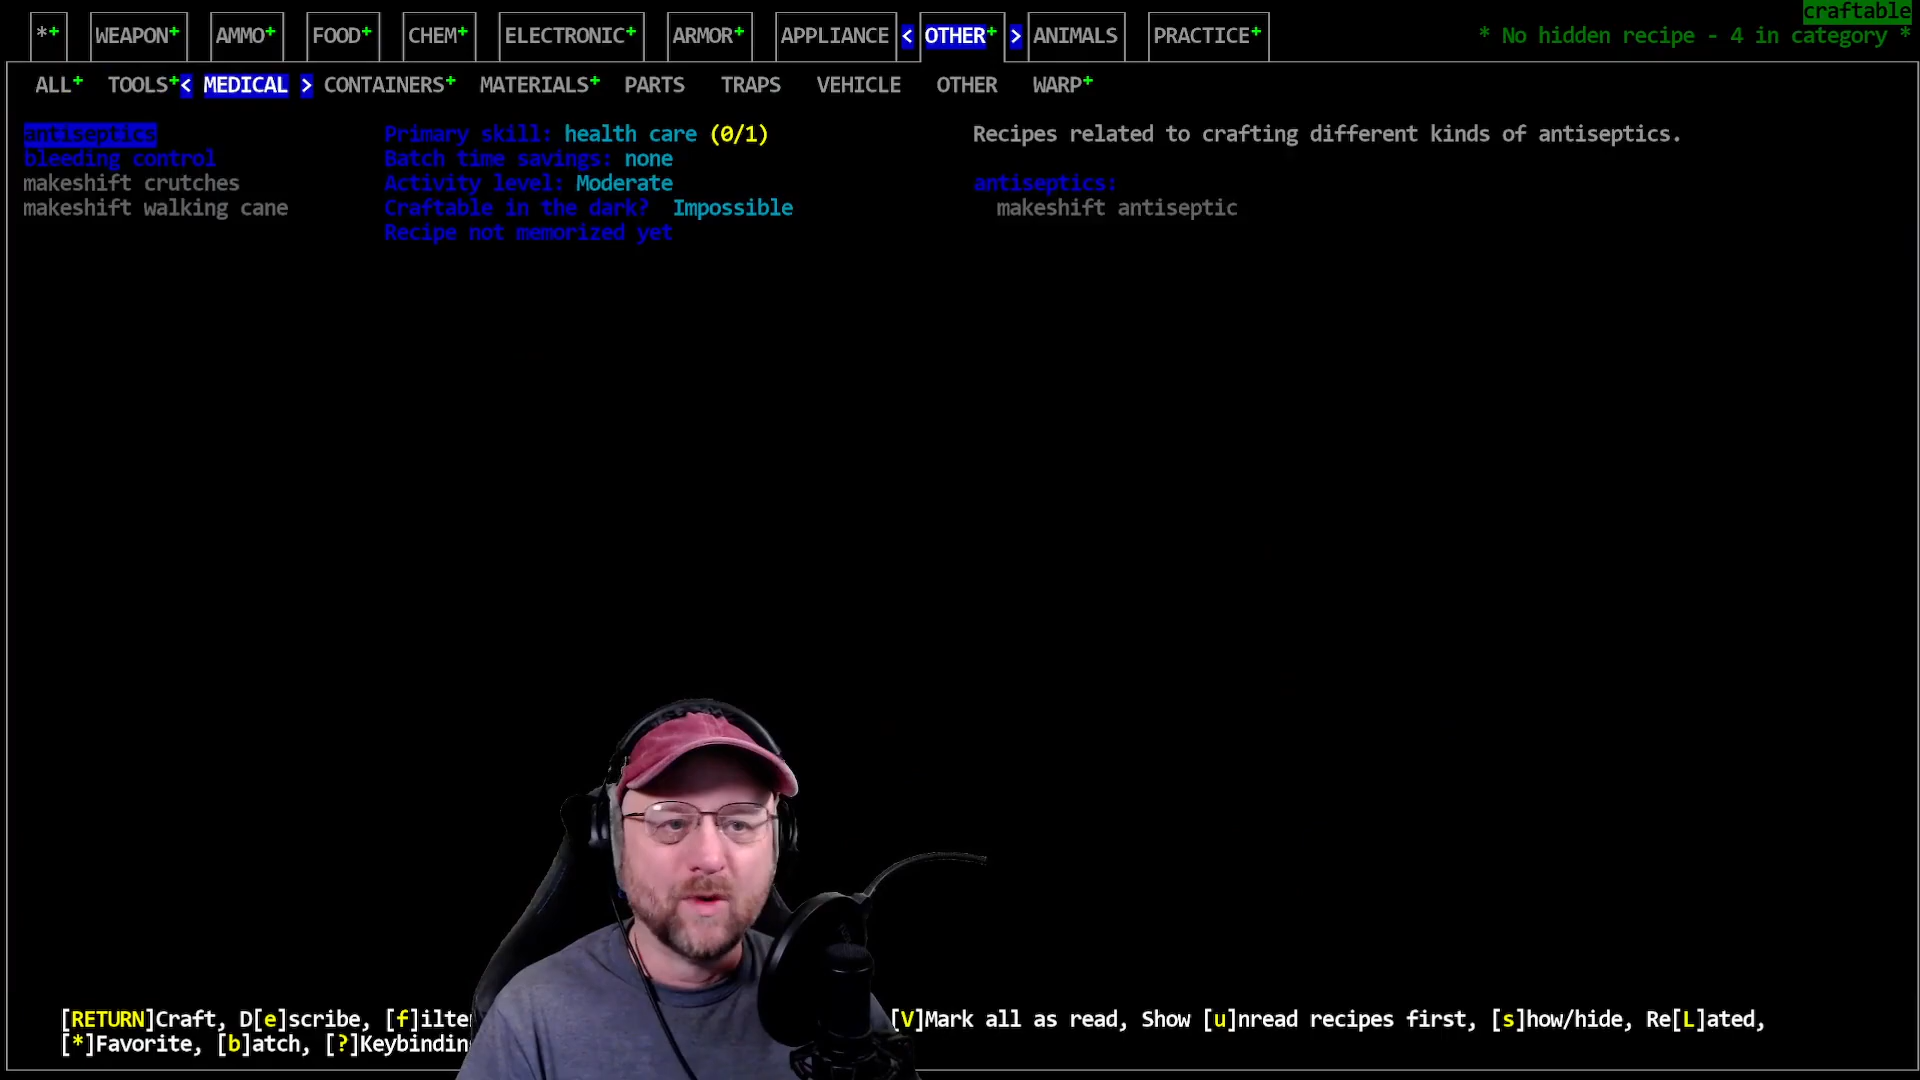 craftable
*+ WEAPON+ AMMO+ FOOD+ CHEM+ ELECTRONIC+ ARMOR+ APPLIANCE < OTHER+ > ANIMALS PRACTICE+ * No hidden recipe - 4 in category *
ALL+ TOOLS+ < MEDICAL > CONTAINERS+ MATERIALS+ PARTS TRAPS VEHICLE OTHER WARP+
antiseptics
bleeding control
makeshift crutches
makeshift walking cane
Primary skill: health care (0/1)
Batch time savings: none
Activity level: Moderate
Craftable in the dark? Impossible
Recipe not memorized yet
Recipes related to crafting different kinds of antiseptics.
antiseptics:
makeshift antiseptic
[RETURN]Craft, D[e]scribe, [f]ilte [V]Mark all as read, Show [u]nread recipes first, [s]how/hide, Re[L]ated,
[*]Favorite, [b]atch, [?]Keybindin